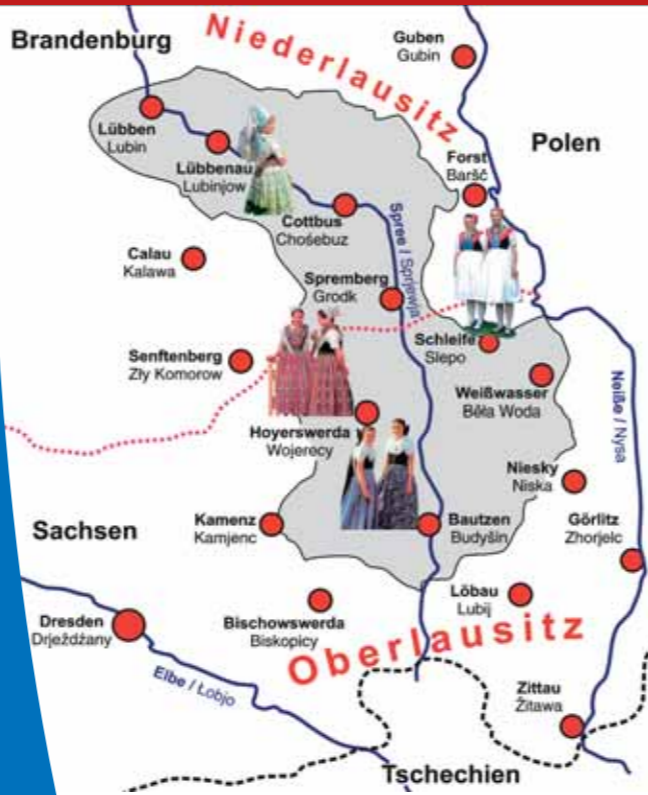 Brandenburg
Niederlausitz
Guben
Gubin
Polen
Lübben
Lubin
Lübbenau
Lubinjow
Forst
Baršć
Cottbus
Chośebuz
Spree / Sprjewja
Calau
Kalawa
Spremberg
Grodk
Schleife
Slepo
Senftenberg
Zły Komorow
Weißwasser
Běła Woda
Neiße / Nysa
Hoyerswerda
Wojerecy
Niesky
Niska
Sachsen
Kamenz
Kamjenc
Bautzen
Budyšin
Görlitz
Zhorjelc
Löbau
Lubij
Dresden
Drježdźany
Bischowswerda
Biskopicy
Oberlausitz
Elbe / Łobjo
Zittau
Žitawa
Tschechien